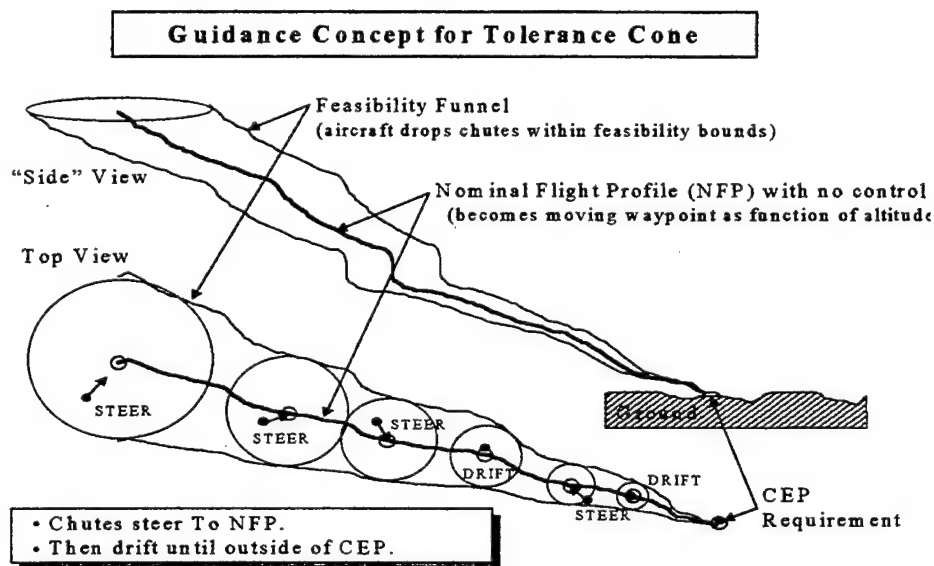 Guidance Concept for Tolerance Cone
Feasibility Funnel
(aircraft drops chutes within feasibility bounds)
"Side" View
Nominal Flight Profile (NFP) with no control
(becomes moving waypoint as function of altitude
Top View
STEER
STEER
STEER
DRIFT
STEER
DRIFT
Ground
CEP
Requirement
• Chutes steer To NFP.
• Then drift until outside of CEP.